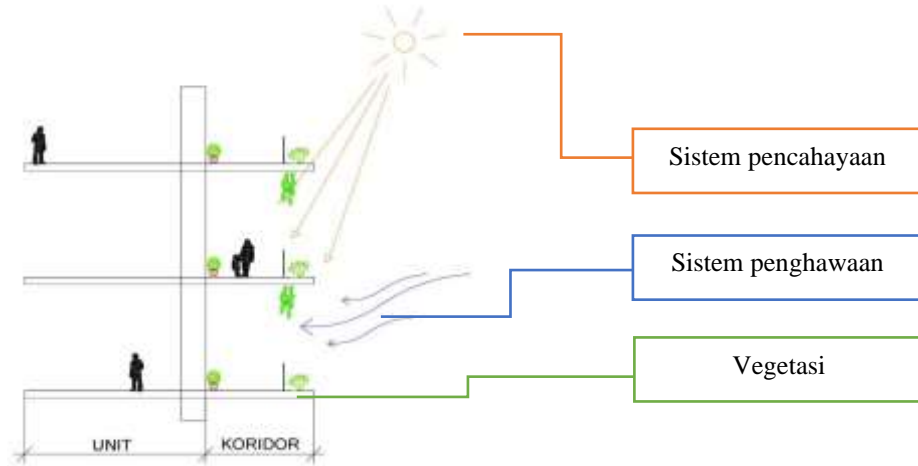 Sistem pencahayaan
Sistem penghawaan
Vegetasi
UNIT
KORIDOR